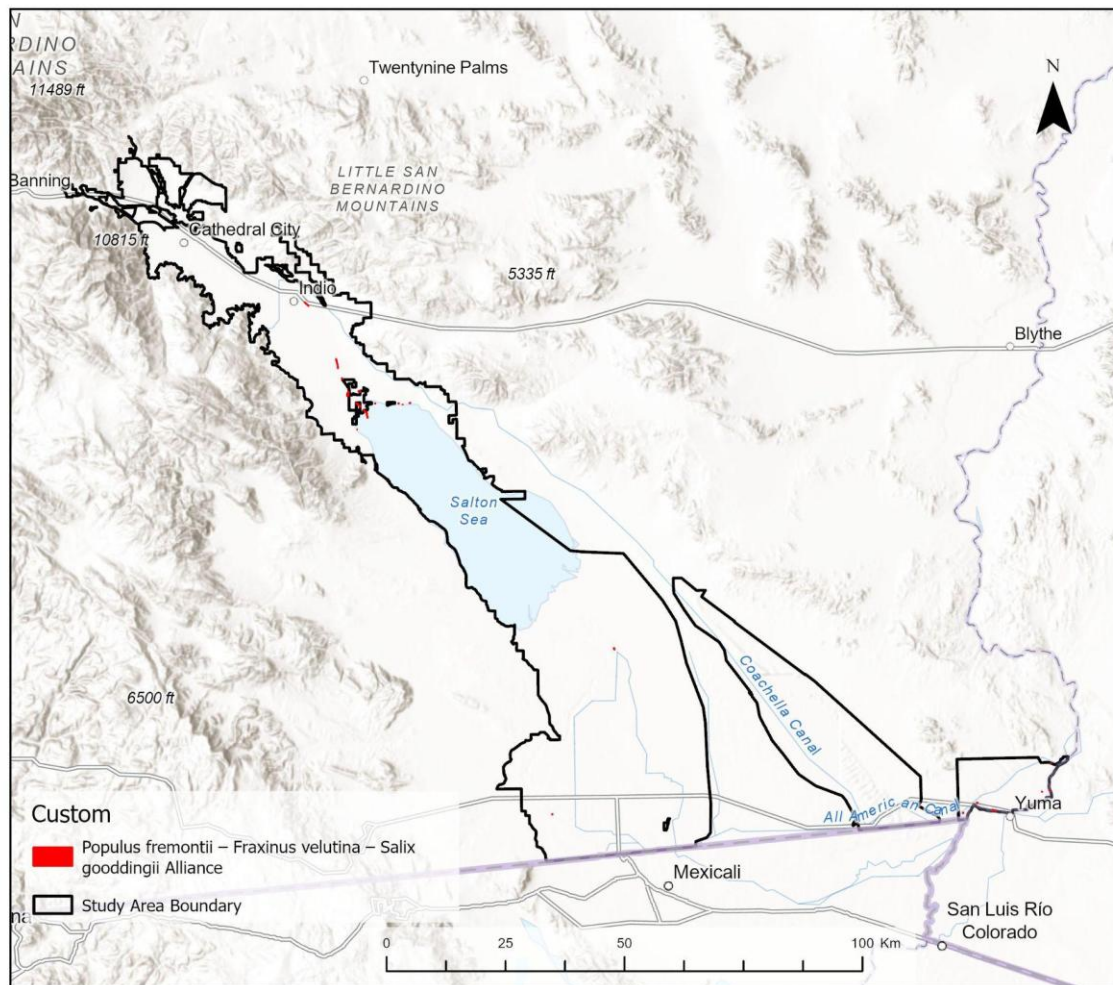 N
RDINO
TAINS
11489 ft
Twentynine Palms
N
LITTLE SAN
BERNARDINO
MOUNTAINS
Banning
10815 ft
Cathedral City
5335 ft
Indio
Blythe
Salton
Sea
6500 ft
Coachella Canal
All American Canal
Yuma
Custom
Populus fremontii – Fraxinus velutina – Salix
gooddingii Alliance
Study Area Boundary
Mexicali
na
San Luis Río
Colorado
0 25 50 100 Km